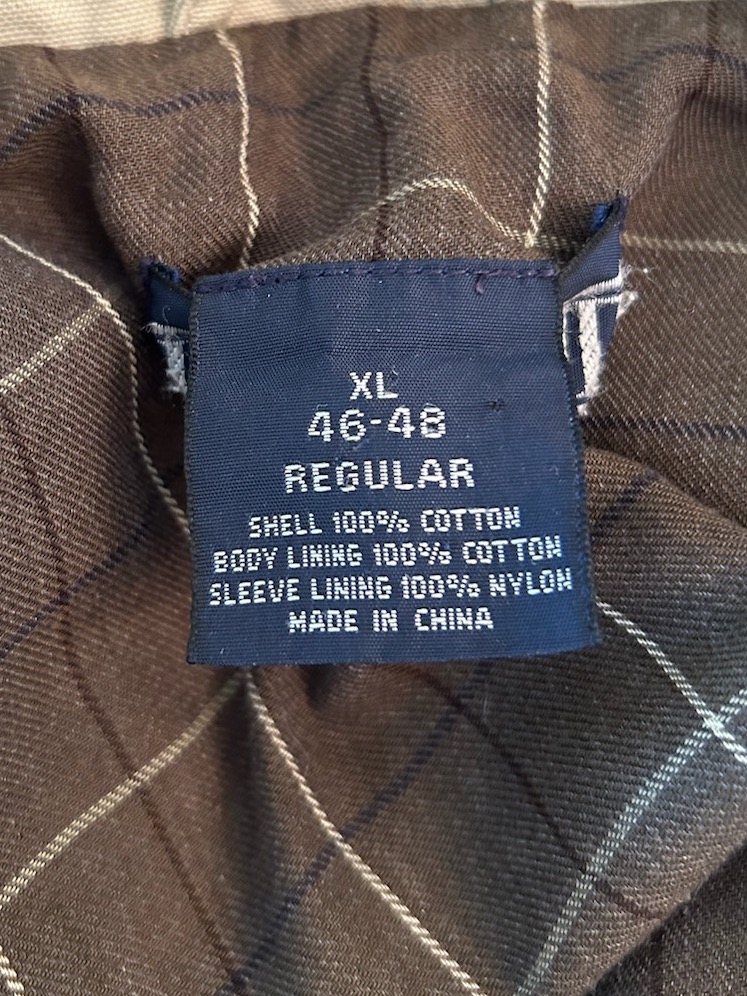 XL
46-48
REGULAR
SHELL 100% COTTON
BODY LINING 100% COTTON
SLEEVE LINING 100% NYLON
MADE IN CHINA